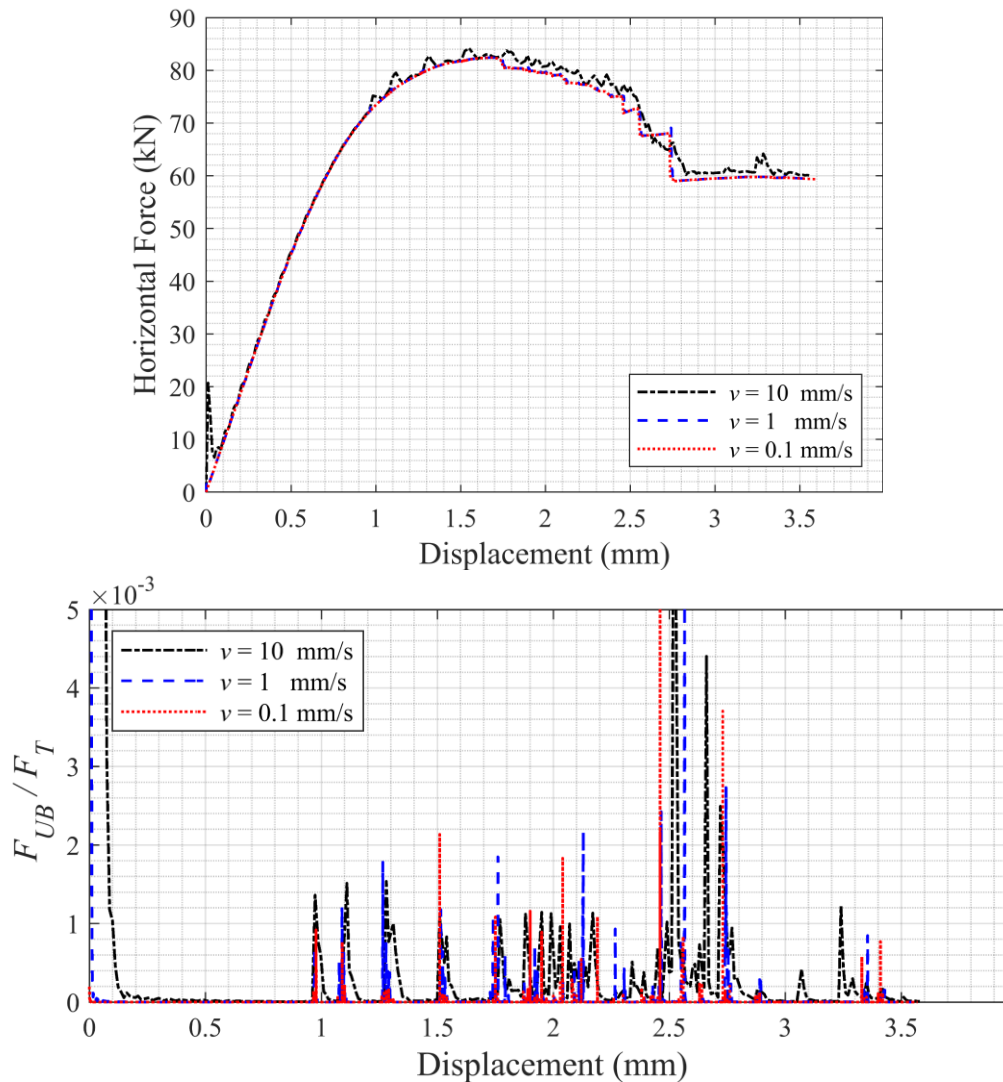 90
80
70
60
50
40
30
20
10
0
Horizontal Force (kN)
v = 10 mm/s
v = 1 mm/s
v = 0.1 mm/s
0 0.5 1 1.5 2 2.5 3 3.5
Displacement (mm)
×10⁻³
5
4
3
2
1
0
F_UB / F_T
v = 10 mm/s
v = 1 mm/s
v = 0.1 mm/s
0 0.5 1 1.5 2 2.5 3 3.5
Displacement (mm)